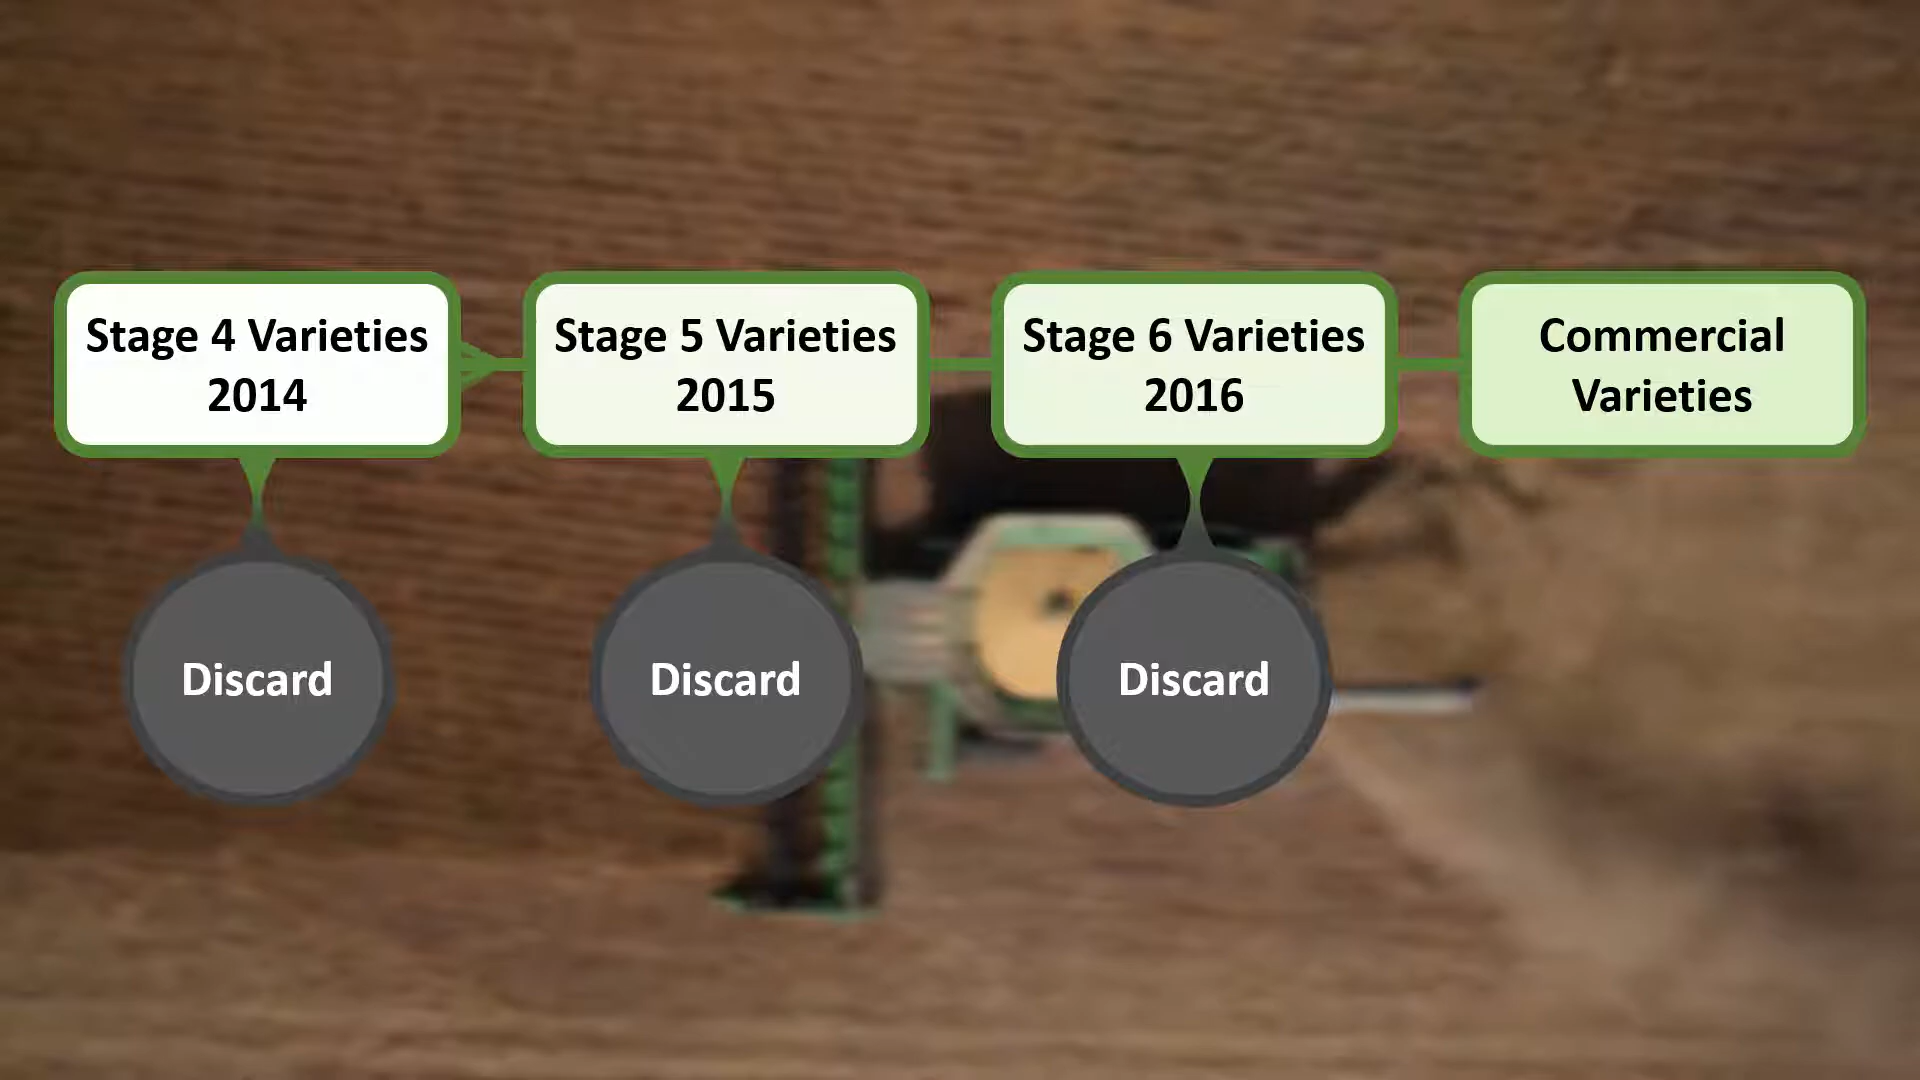 Stage 4 Varieties
2014
Stage 5 Varieties
2015
Stage 6 Varieties
2016
Commercial
Varieties
Discard
Discard
Discard